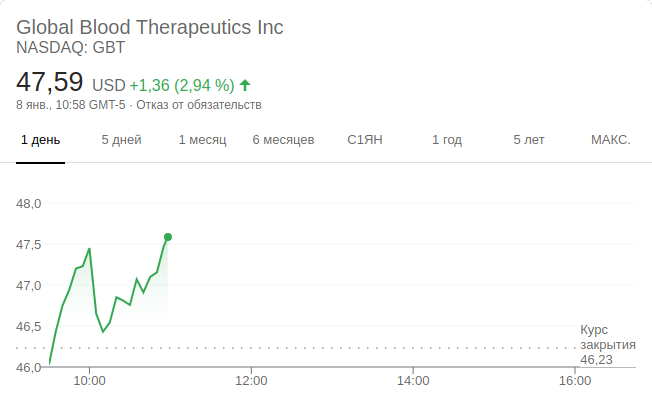 Global Blood Therapeutics Inc
NASDAQ: GBT
47,59 USD +1,36 (2,94 %)
8 янв., 10:58 GMT-5 · Отказ от обязательств
1 день 5 дней 1 месяц 6 месяцев С1ЯН 1 год 5 лет МАКС.
48,0
47,5
47,0
46,5
46,0
Курс
закрытия
46,23
10:00 12:00 14:00 16:00